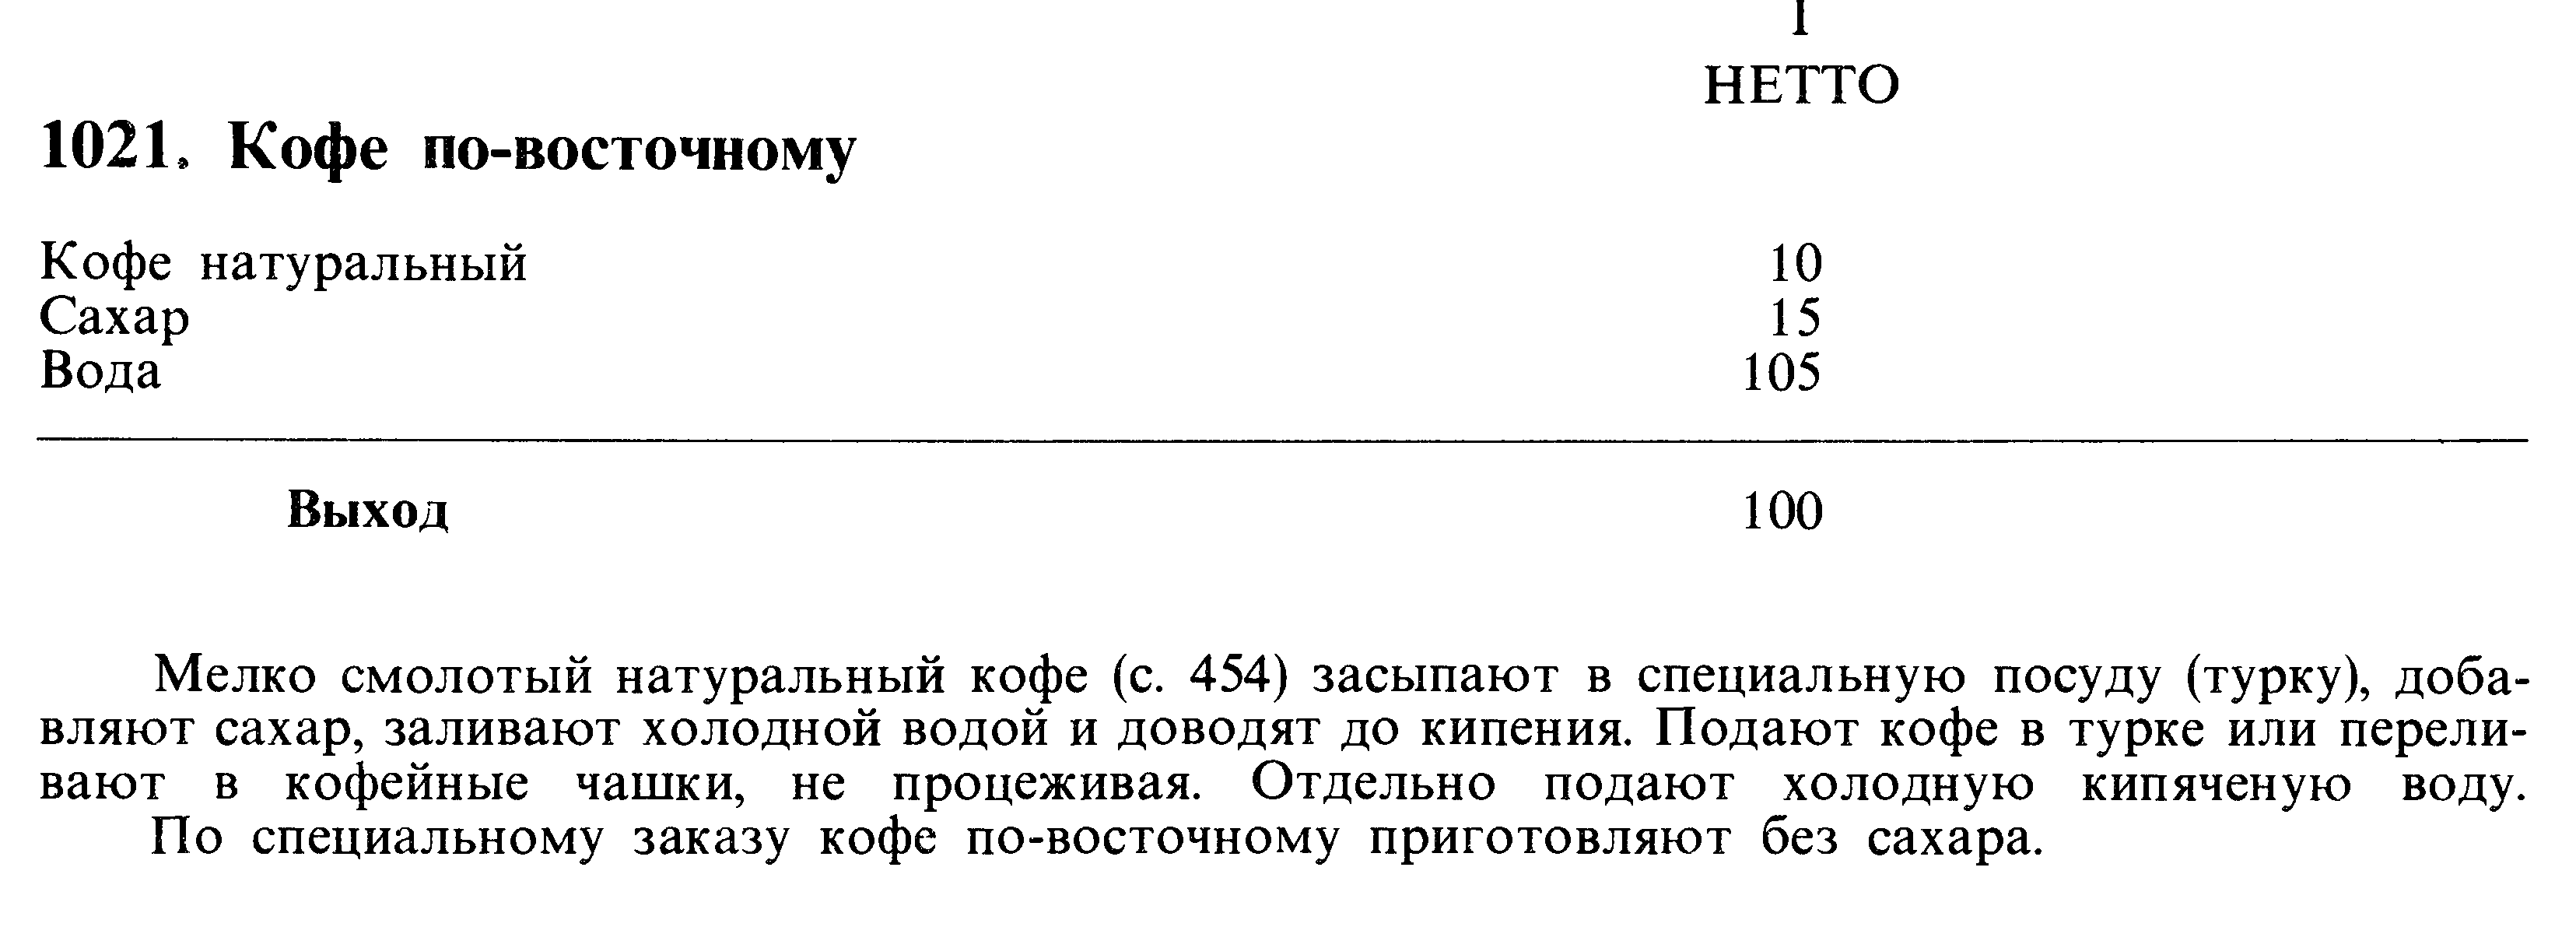 I
НЕТТО
1021. Кофе по-восточному
Кофе натуральный 10
Сахар 15
Вода 105
Выход 100
Мелко смолотый натуральный кофе (с. 454) засыпают в специальную посуду (турку), доба-
вляют сахар, заливают холодной водой и доводят до кипения. Подают кофе в турке или перели-
вают в кофейные чашки, не процеживая. Отдельно подают холодную кипяченую воду.
По специальному заказу кофе по-восточному приготовляют без сахара.